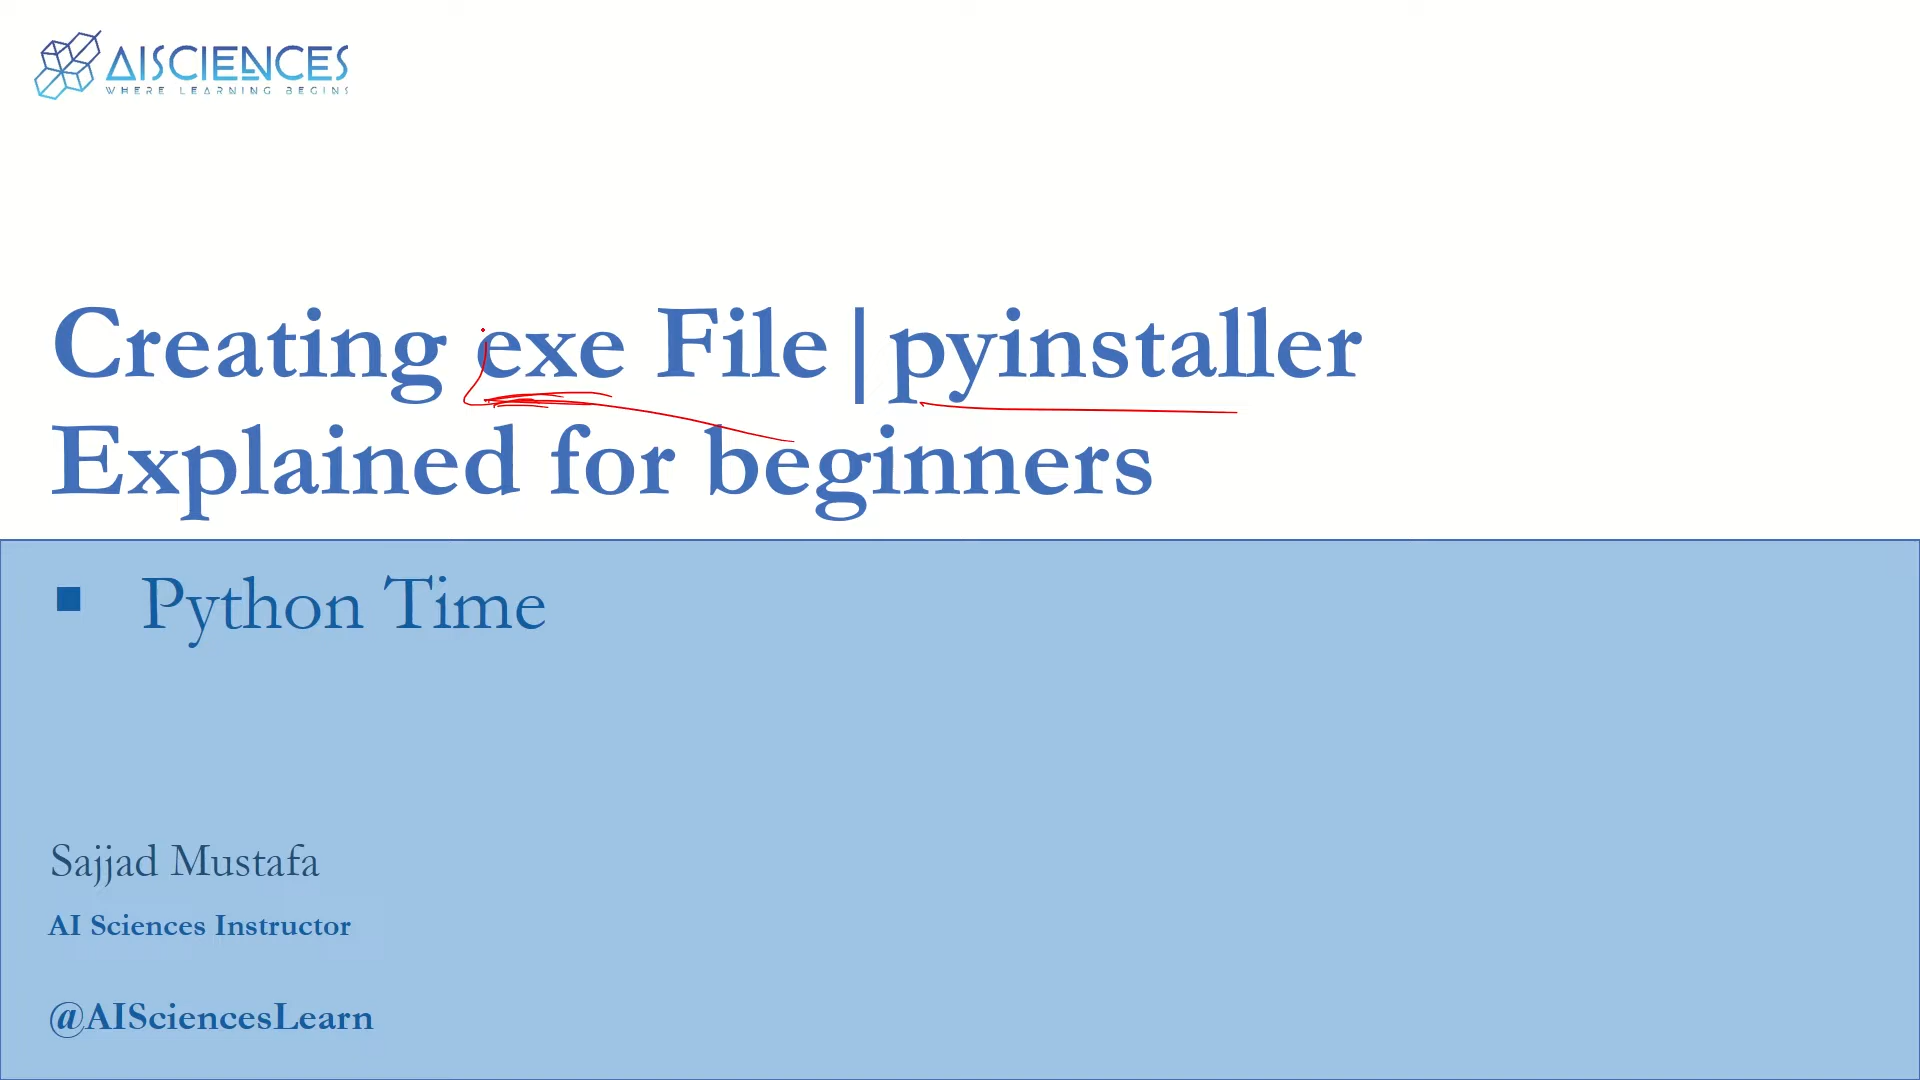 AISCIENCES
WHERE LEARNING BEGINS
Creating exe File|pyinstaller
Explained for beginners
▪ Python Time
Sajjad Mustafa
AI Sciences Instructor
@AISciencesLearn